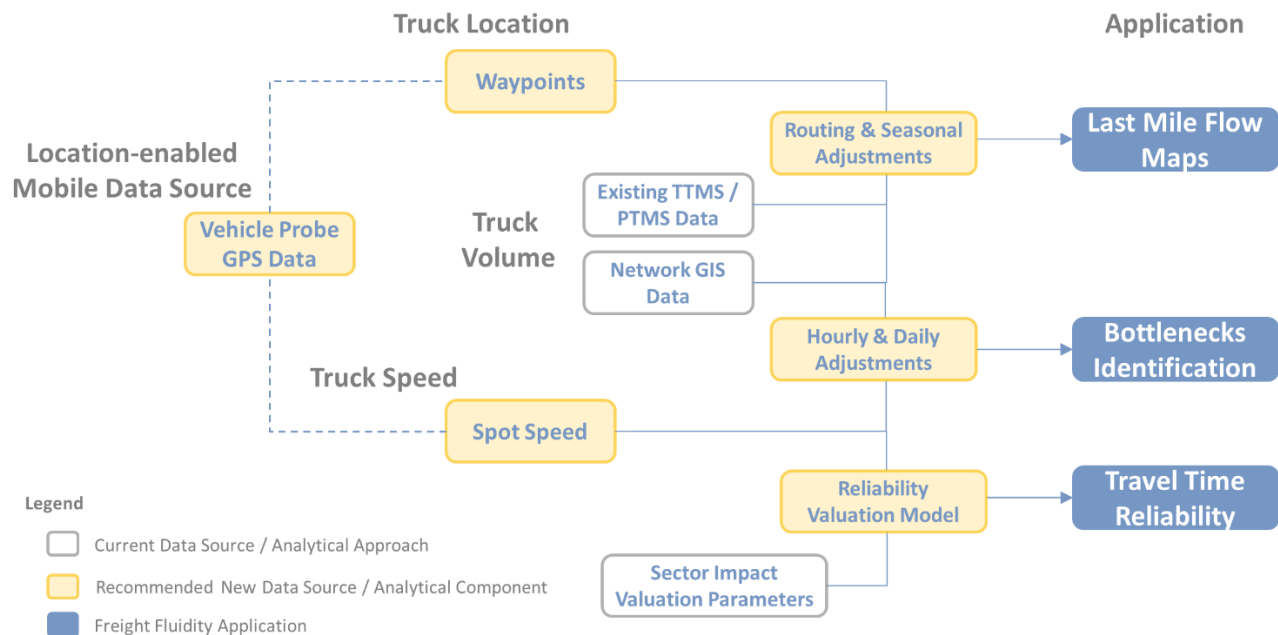 Truck Location
Application
Waypoints
Routing & Seasonal
Adjustments
Last Mile Flow
Maps
Location-enabled
Mobile Data Source
Existing TTMS /
PTMS Data
Vehicle Probe
GPS Data
Truck
Volume
Network GIS
Data
Hourly & Daily
Adjustments
Bottlenecks
Identification
Truck Speed
Spot Speed
Reliability
Valuation Model
Travel Time
Reliability
Legend
Current Data Source / Analytical Approach
Sector Impact
Valuation Parameters
Recommended New Data Source / Analytical Component
Freight Fluidity Application